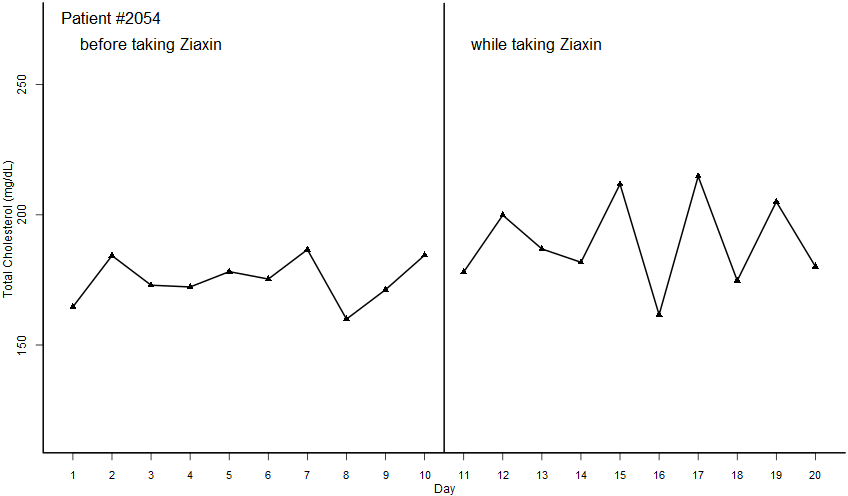 Patient #2054
before taking Ziaxin
while taking Ziaxin
250
200
150
Total Cholesterol (mg/dL)
1 2 3 4 5 6 7 8 9 10 11 12 13 14 15 16 17 18 19 20
Day